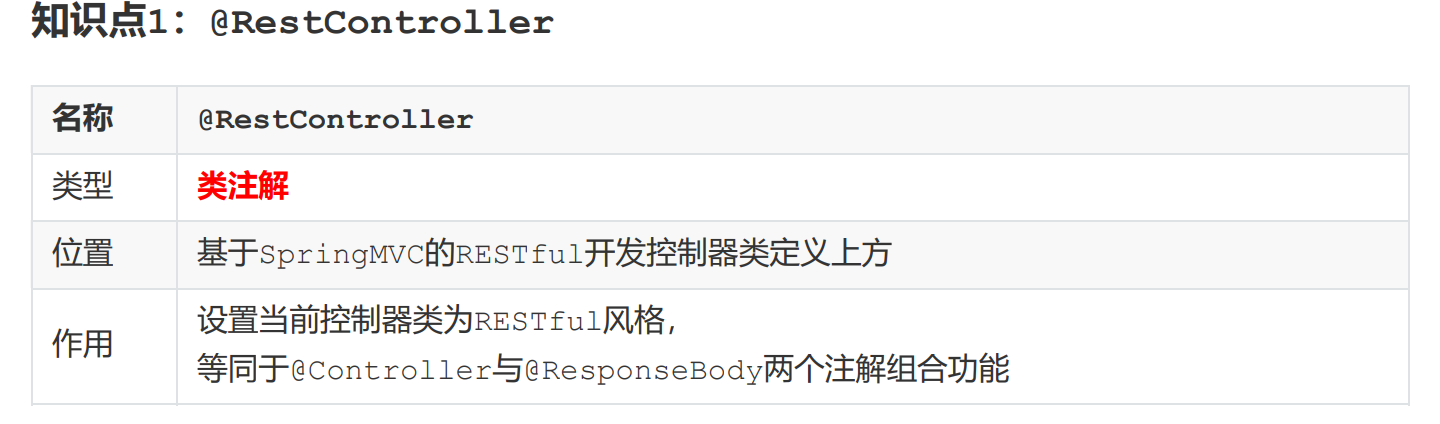 知识点1：@RestController
名称 @RestController
类型 类注解
位置 基于SpringMVC的RESTful开发控制器类定义上方
作用 设置当前控制器类为RESTful风格，
等同于@Controller与@ResponseBody两个注解组合功能